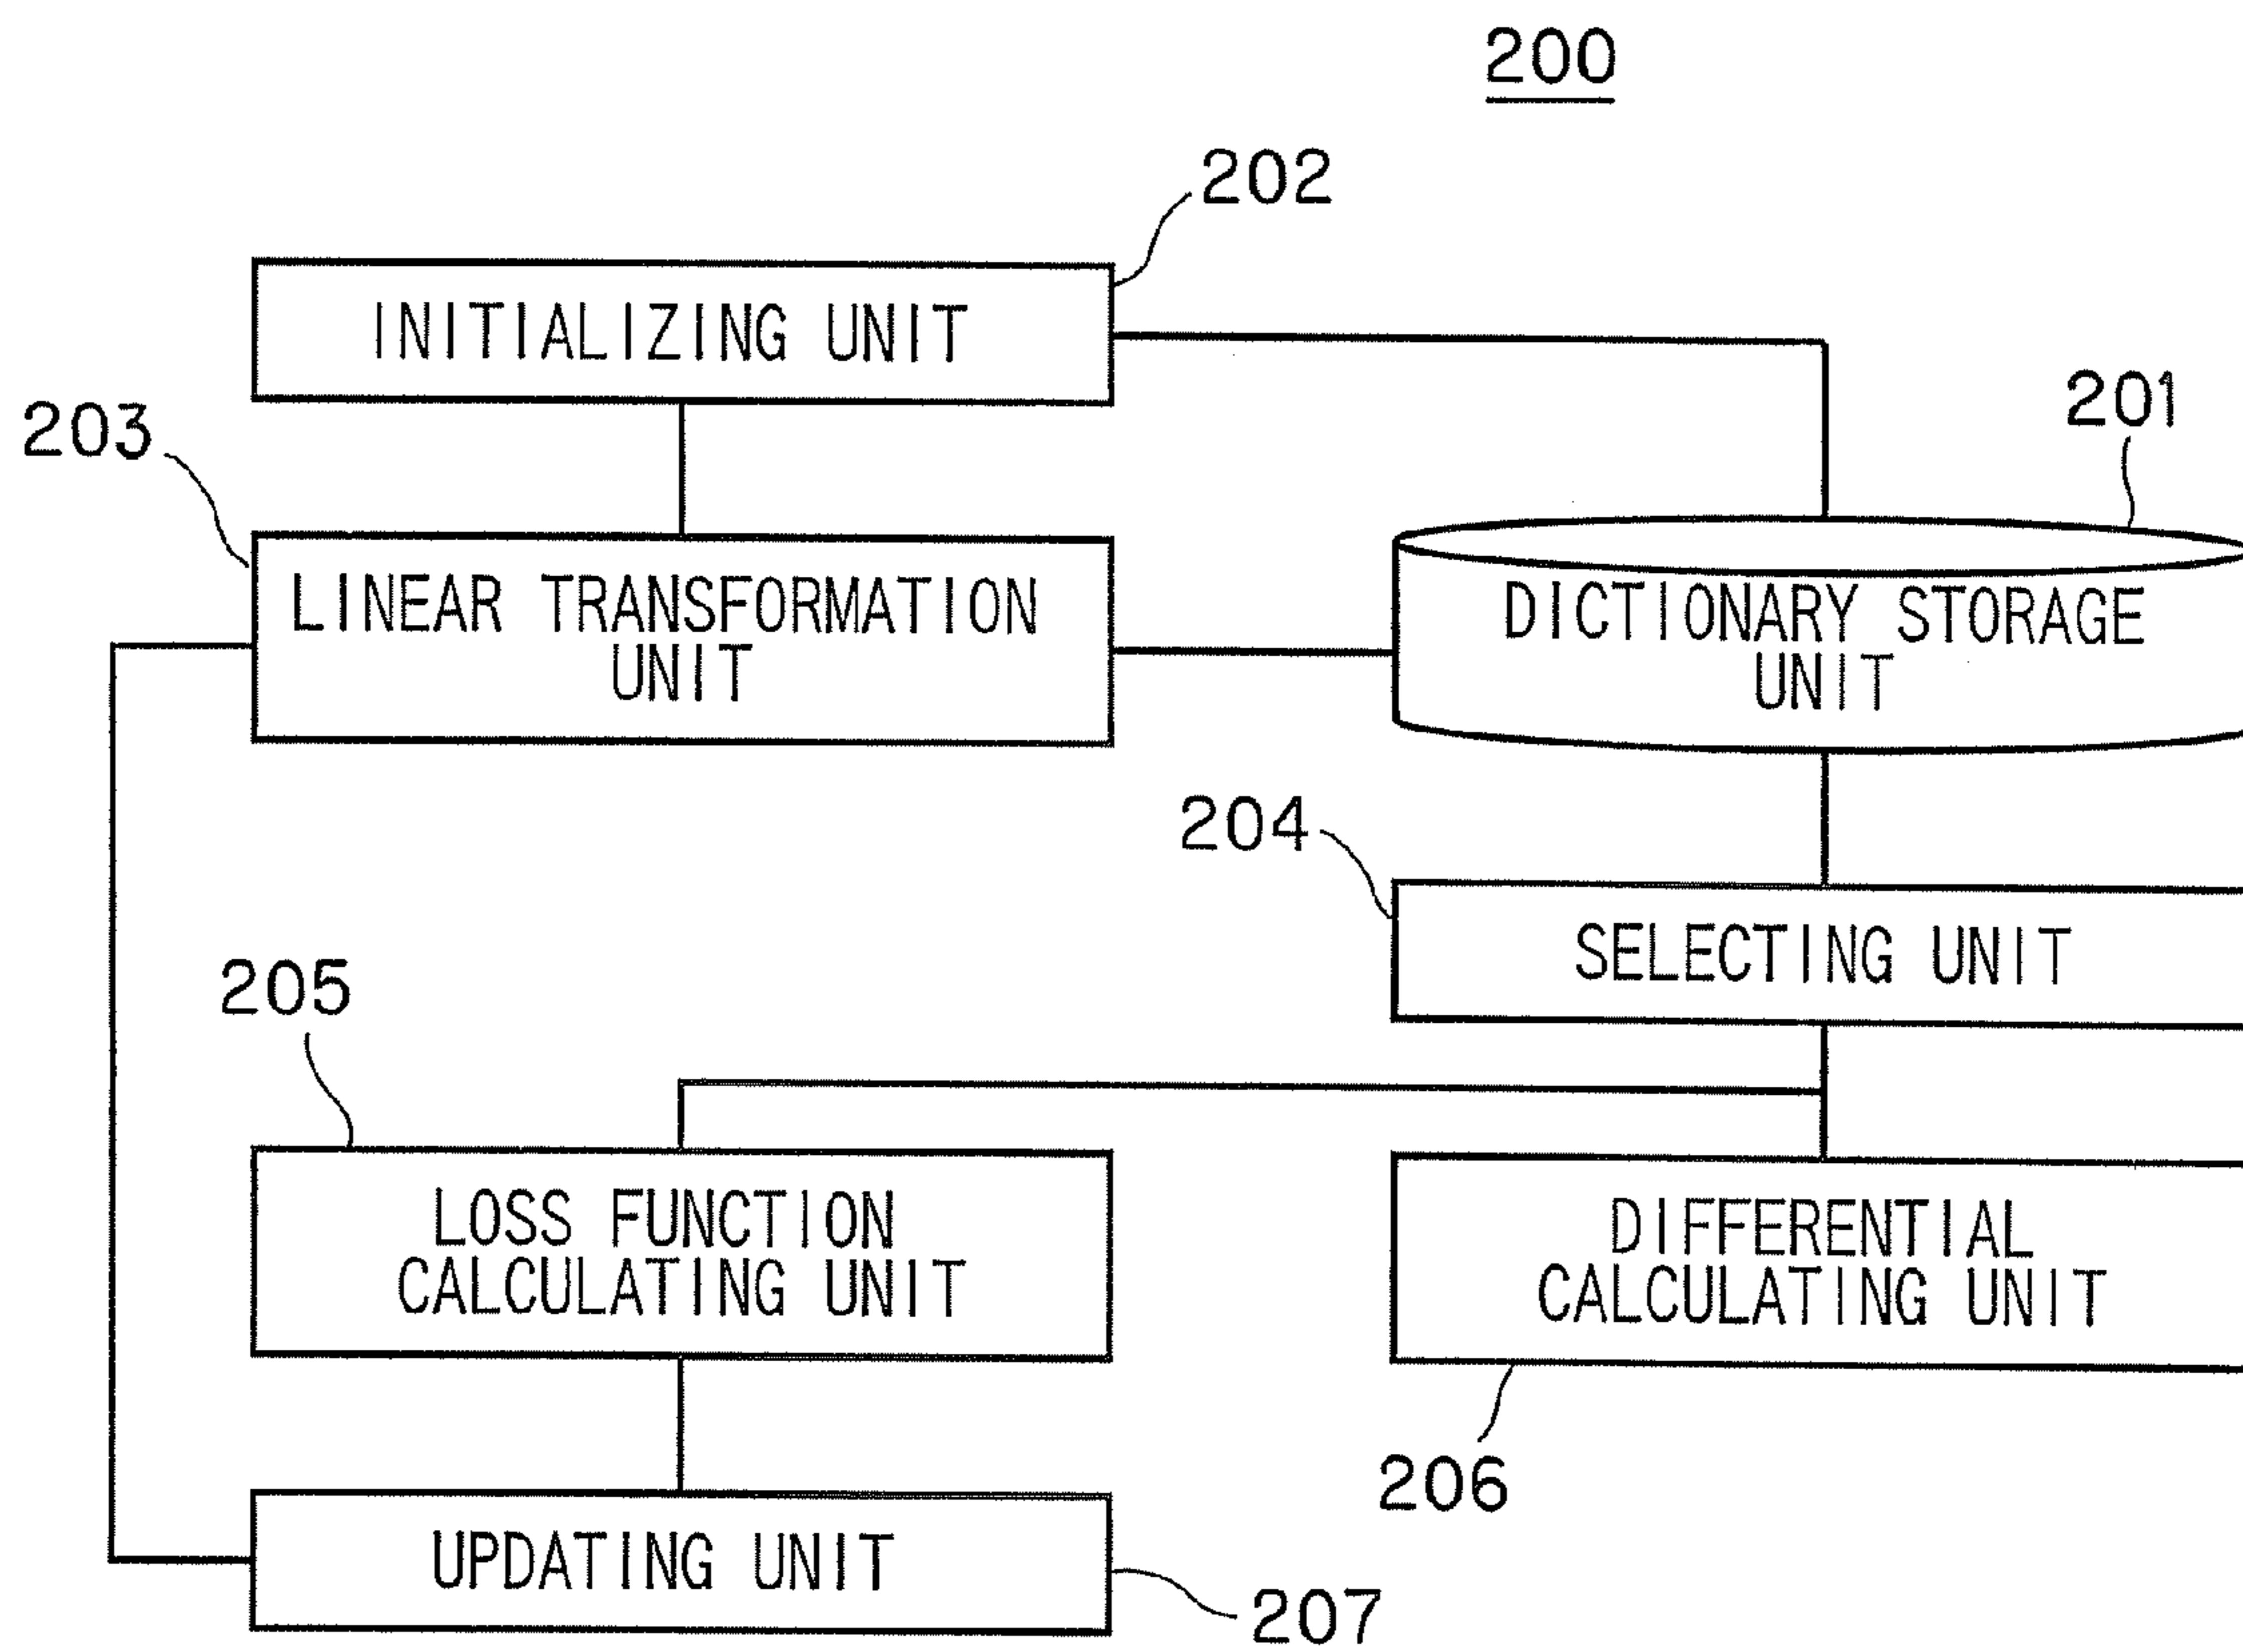 200
202
INITIALIZING UNIT
203
201
LINEAR TRANSFORMATION
UNIT
DICTIONARY STORAGE
UNIT
204
SELECTING UNIT
205
LOSS FUNCTION
CALCULATING UNIT
DIFFERENTIAL
CALCULATING UNIT
206
UPDATING UNIT
207